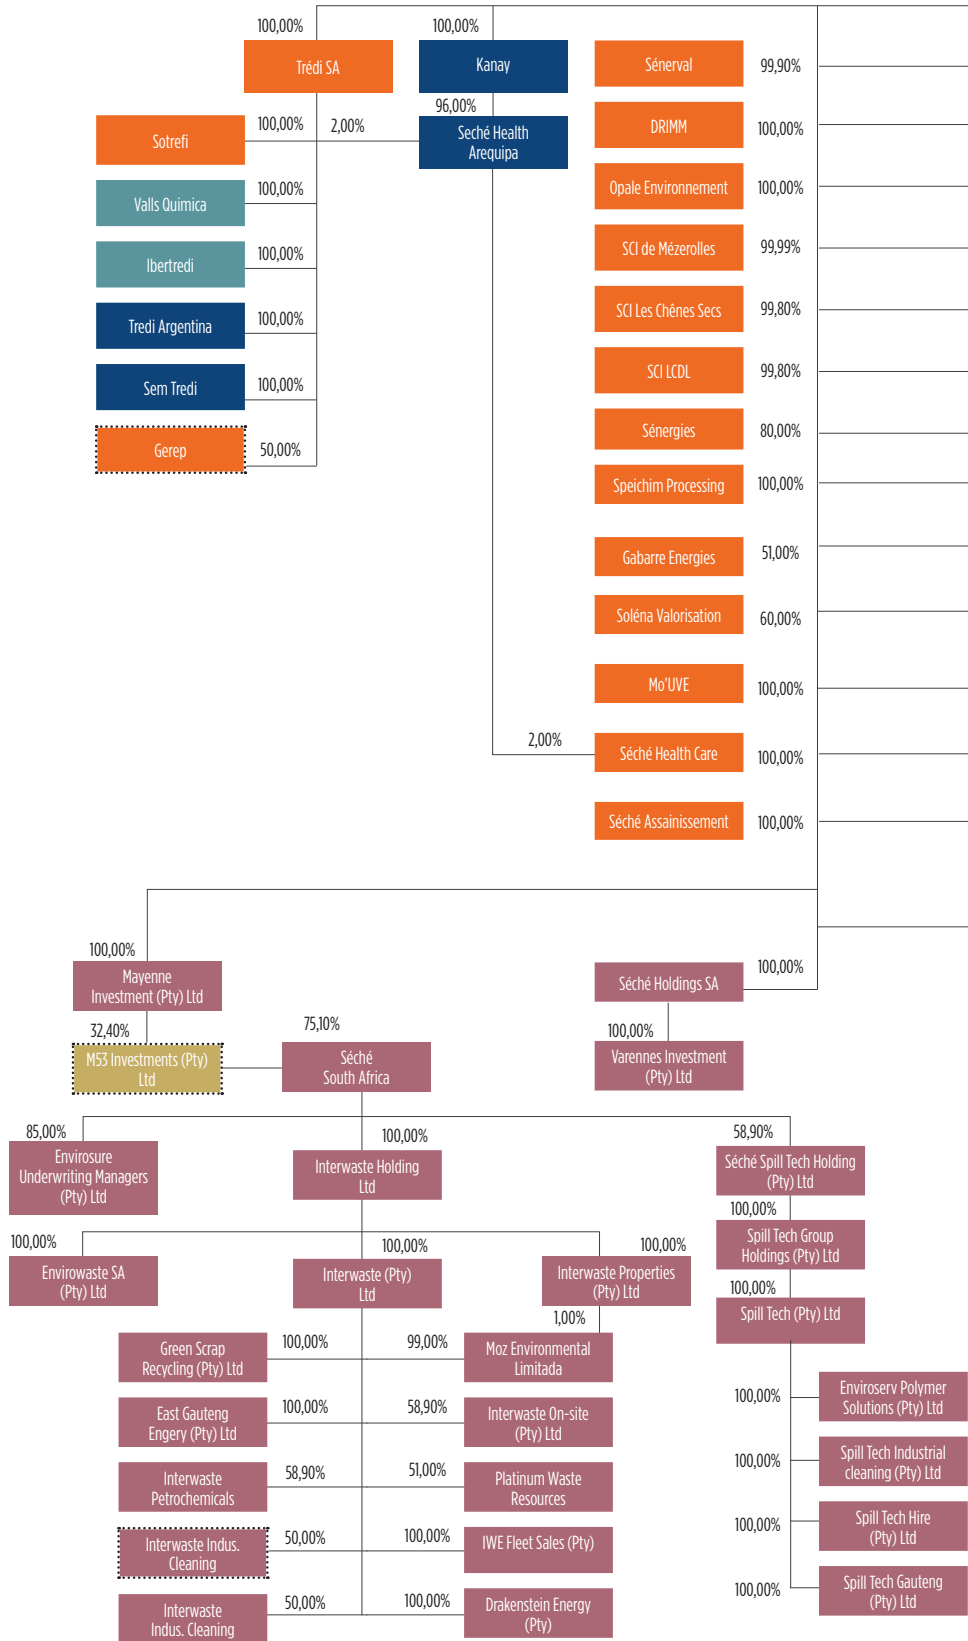 100,00%
100,00%
Trédi SA
Kanay
96,00%
Seché Health
Arequipa
2,00%
Sotrefi
100,00%
Valls Quimica
100,00%
Ibertredi
100,00%
Tredi Argentina
100,00%
Sem Tredi
100,00%
Gerep
50,00%
Sénerval
99,90%
DRIMM
100,00%
Opale Environnement
100,00%
SCI de Mézerolles
99,99%
SCI Les Chênes Secs
99,80%
SCI LCDL
99,80%
Sénergies
80,00%
Speichim Processing
100,00%
Gabarre Energies
51,00%
Soléna Valorisation
60,00%
Mo'UVE
100,00%
2,00%
Séché Health Care
100,00%
Séché Assainissement
100,00%
100,00%
Mayenne
Investment (Pty) Ltd
32,40%
M53 Investments (Pty)
Ltd
75,10%
Séché
South Africa
Séché Holdings SA
100,00%
100,00%
Varennes Investment
(Pty) Ltd
85,00%
Envirosure
Underwriting Managers
(Pty) Ltd
100,00%
Interwaste Holding
Ltd
58,90%
Séché Spill Tech Holding
(Pty) Ltd
100,00%
Spill Tech Group
Holdings (Pty) Ltd
100,00%
Spill Tech (Pty) Ltd
100,00%
Envirowaste SA
(Pty) Ltd
100,00%
Interwaste (Pty)
Ltd
100,00%
Interwaste Properties
(Pty) Ltd
1,00%
Green Scrap
Recycling (Pty) Ltd
100,00%
99,00%
Moz Environmental
Limitada
East Gauteng
Engery (Pty) Ltd
100,00%
58,90%
Interwaste On-site
(Pty) Ltd
Interwaste
Petrochemicals
58,90%
51,00%
Platinum Waste
Resources
Interwaste Indus.
Cleaning
50,00%
100,00%
IWE Fleet Sales (Pty)
Interwaste
Indus. Cleaning
50,00%
100,00%
Drakenstein Energy
(Pty)
100,00%
Enviroserv Polymer
Solutions (Pty) Ltd
100,00%
Spill Tech Industrial
cleaning (Pty) Ltd
100,00%
Spill Tech Hire
(Pty) Ltd
100,00%
Spill Tech Gauteng
(Pty) Ltd